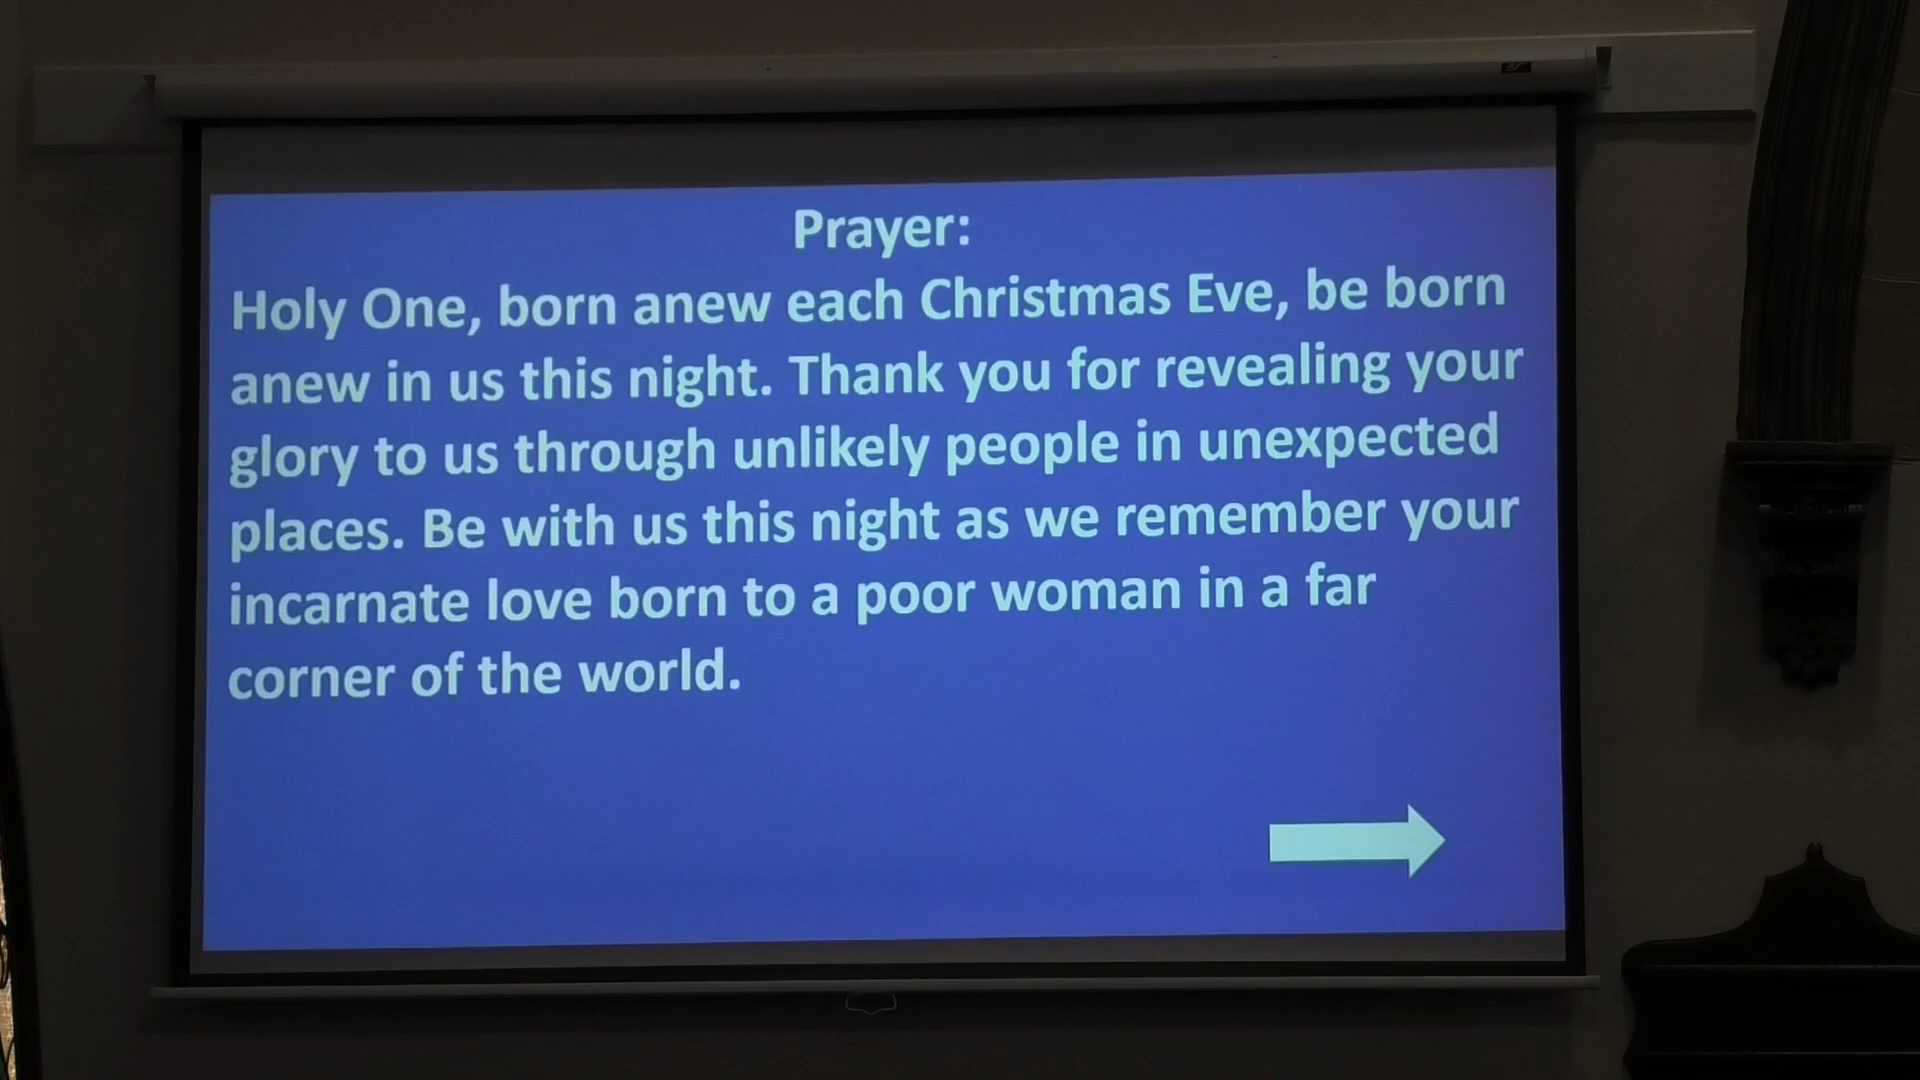 Prayer:
Holy One, born anew each Christmas Eve, be born
anew in us this night. Thank you for revealing your
glory to us through unlikely people in unexpected
places. Be with us this night as we remember your
incarnate love born to a poor woman in a far
corner of the world.